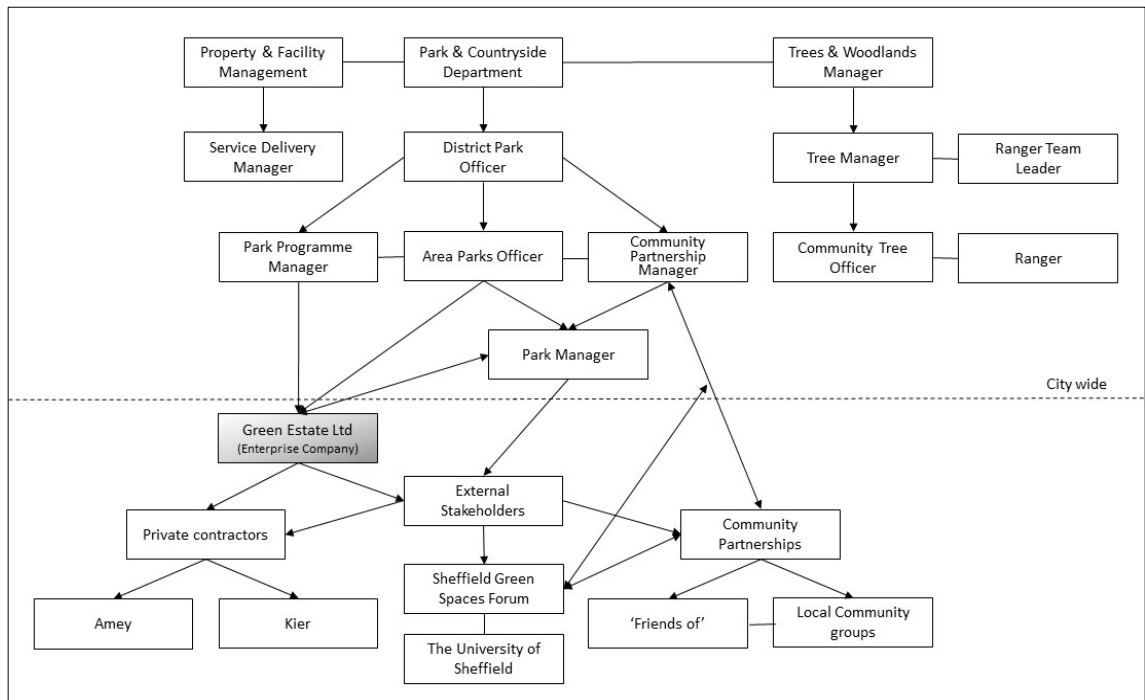 Property & Facility
Management
Park & Countryside
Department
Trees & Woodlands
Manager
Service Delivery
Manager
District Park
Officer
Tree Manager
Ranger Team
Leader
Park Programme
Manager
Area Parks Officer
Community
Partnership
Manager
Community Tree
Officer
Ranger
Park Manager
City wide
Green Estate Ltd
(Enterprise Company)
External
Stakeholders
Private contractors
Community
Partnerships
Sheffield Green
Spaces Forum
Amey
Kier
'Friends of'
Local Community
groups
The University of
Sheffield